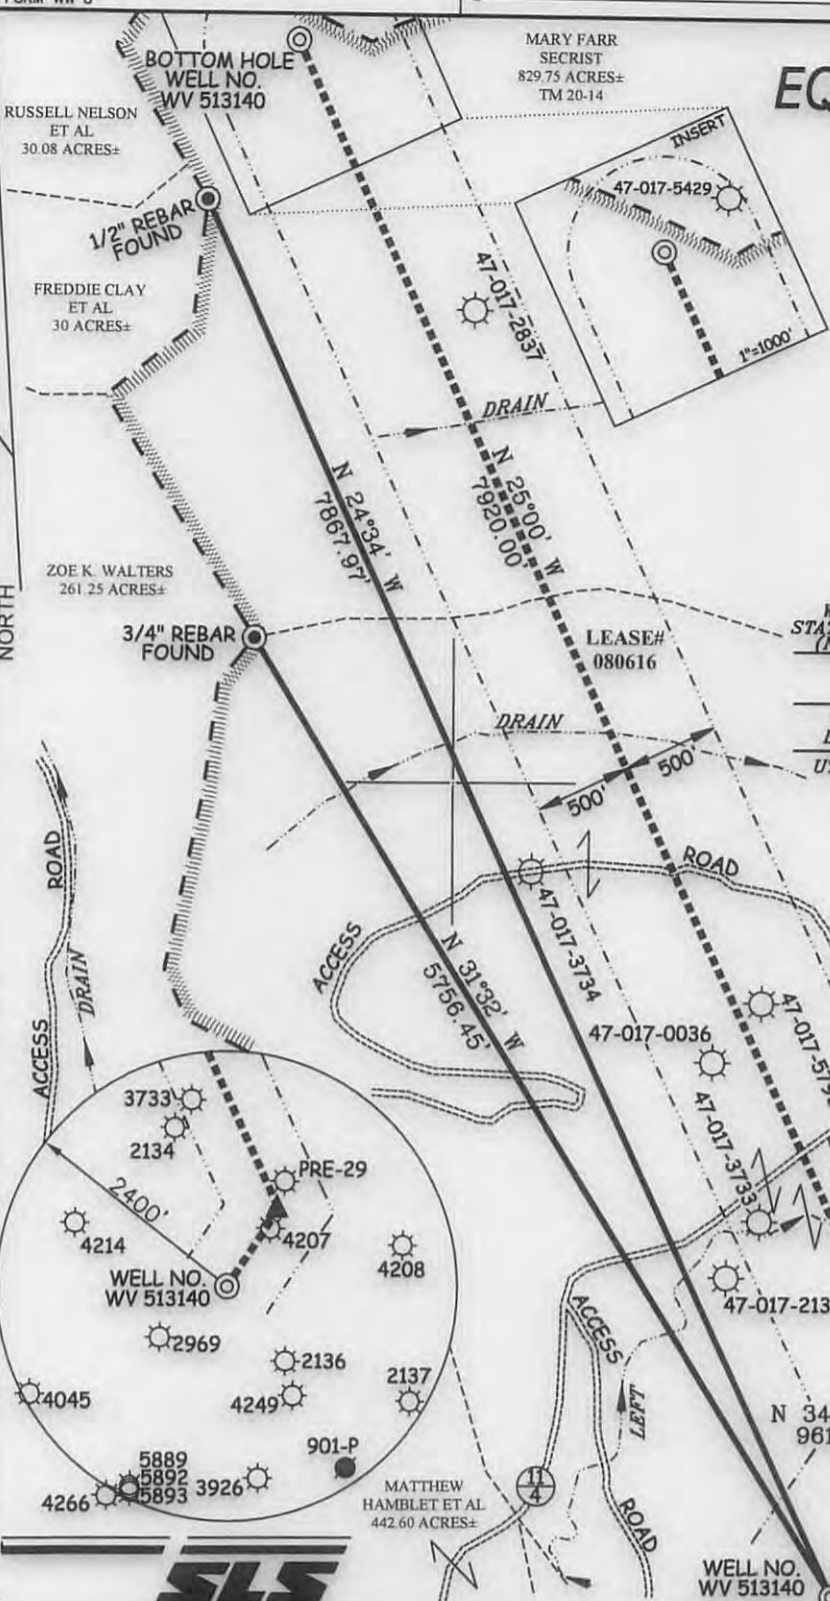 BOTTOM HOLE
WELL NO.
WV 513140
MARY FARR
SECRIST
829.75 ACRES±
TM 20-14
RUSSELL NELSON
ET AL
30.08 ACRES±
INSERT
47-017-5429
1"=1000'
1/2" REBAR
FOUND
FREDDIE CLAY
ET AL
30 ACRES±
47-017-2837
DRAIN
N 24°34' W
7867.97'
N 25°00' W
7920.00'
ZOE K. WALTERS
261.25 ACRES±
NORTH
3/4" REBAR
FOUND
LEASE#
080616
DRAIN
500'
500'
ROAD
ROAD
ACCESS
47-017-3734
DRAIN
ACCESS
N 31°32' W
5756.45'
47-017-0036
47-017-3733
3733
2134
PRE-29
2400'
4214
4207
4208
WELL NO.
WV 513140
2969
2136
2137
4045
4249
47-017-213
ACCESS
LEFT
N 34
961
901-P
5889
5892
5893
3926
4266
MATTHEW
HAMBLET ET AL
442.60 ACRES±
11
4
ROAD
SLS
WELL NO.
WV 513140